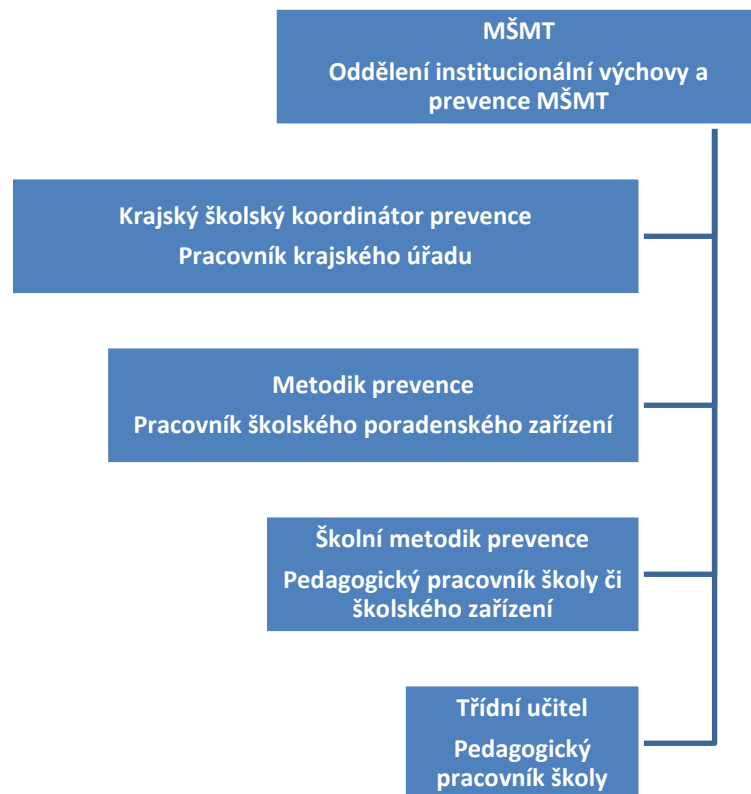 MŠMT
Oddělení institucionální výchovy a
prevence MŠMT
Krajský školský koordinátor prevence
Pracovník krajského úřadu
Metodik prevence
Pracovník školského poradenského zařízení
Školní metodik prevence
Pedagogický pracovník školy či
školského zařízení
Třídní učitel
Pedagogický
pracovník školy